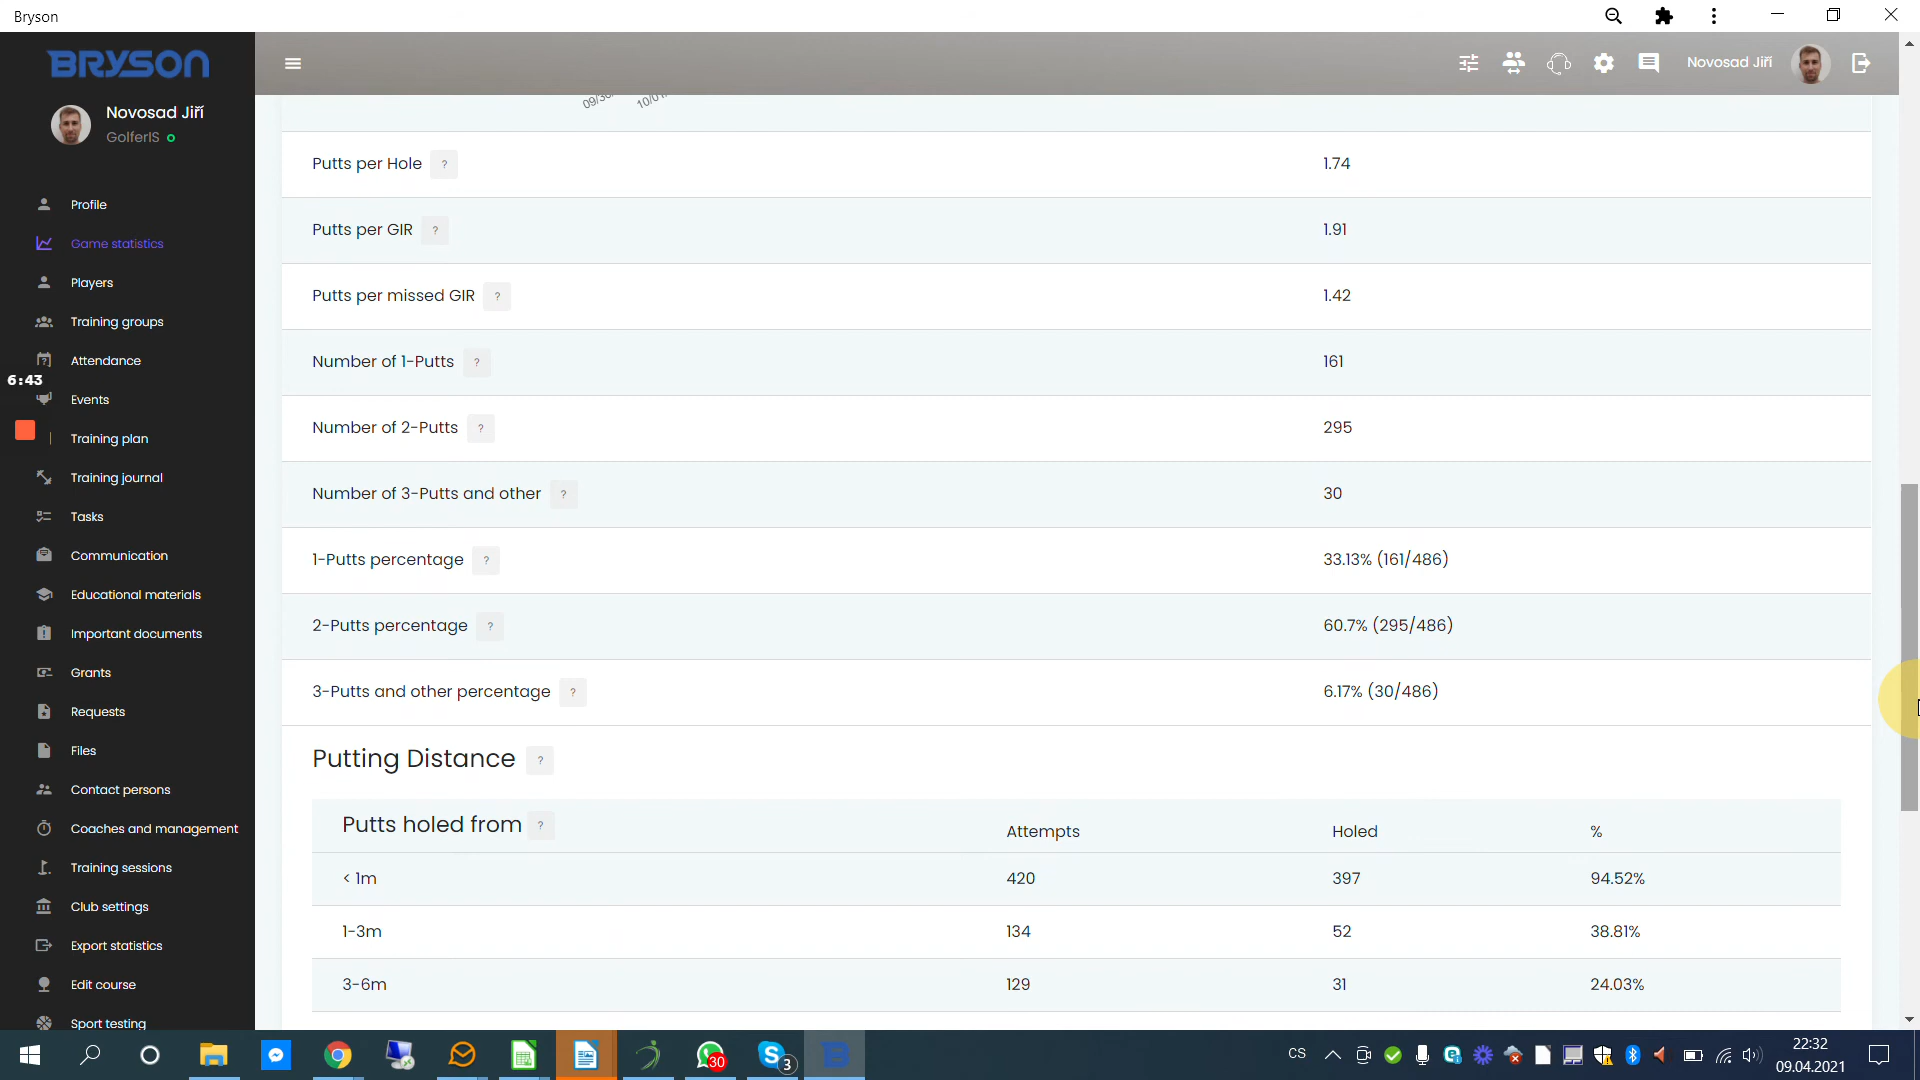 Bryson
BRYSON
Novosad Jiří
GolferIS
Profile
Game statistics
Players
Training groups
Attendance
6:43
Events
Training plan
Training journal
Tasks
Communication
Educational materials
Important documents
Grants
Requests
Files
Contact persons
Coaches and management
Training sessions
Club settings
Export statistics
Edit course
Sport testing
Novosad Jiří
Putts per Hole ? 1.74
Putts per GIR ? 1.91
Putts per missed GIR ? 1.42
Number of 1-Putts ? 161
Number of 2-Putts ? 295
Number of 3-Putts and other ? 30
1-Putts percentage ? 33.13% (161/486)
2-Putts percentage ? 60.7% (295/486)
3-Putts and other percentage ? 6.17% (30/486)
Putting Distance ?
Putts holed from ? Attempts Holed %
< 1m 420 397 94.52%
1-3m 134 52 38.81%
3-6m 129 31 24.03%
30
3
CS
22:32
09.04.2021